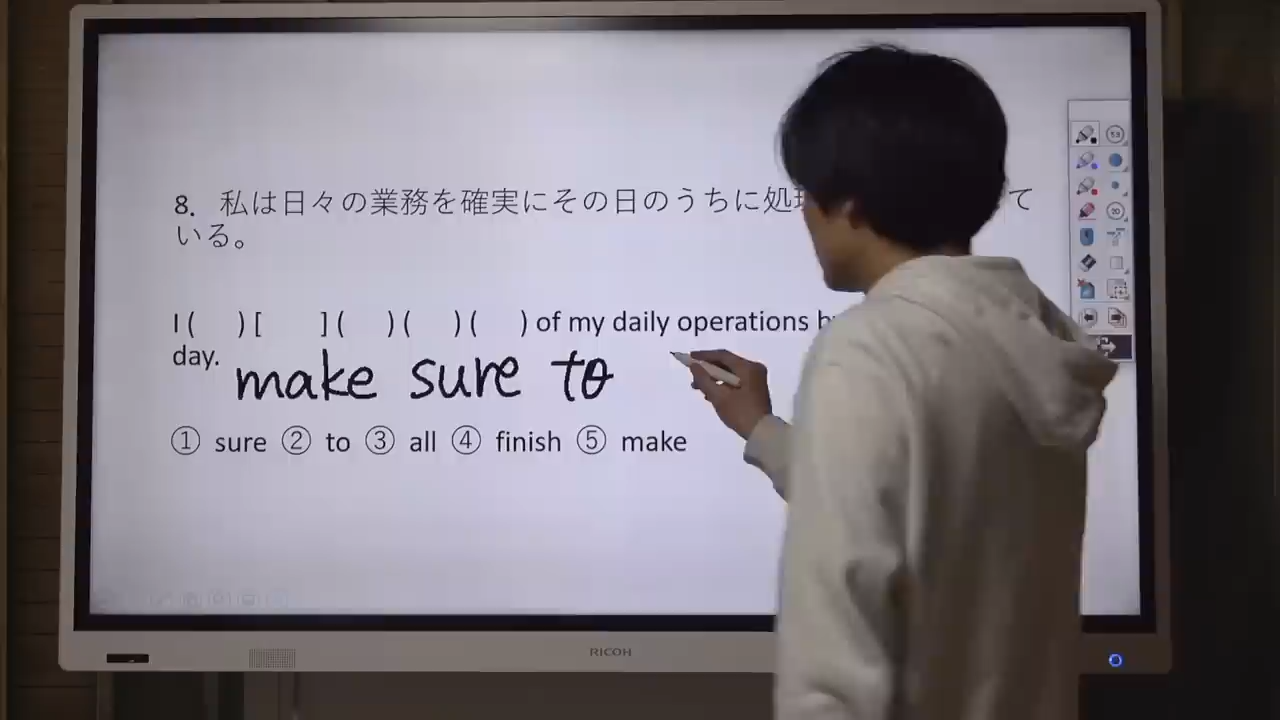 8. 私は日々の業務を確実にその日のうちに処 て
いる。
I ( ) [ ] ( ) ( ) ( ) of my daily operations
day.
make sure to
① sure ② to ③ all ④ finish ⑤ make
RICOH